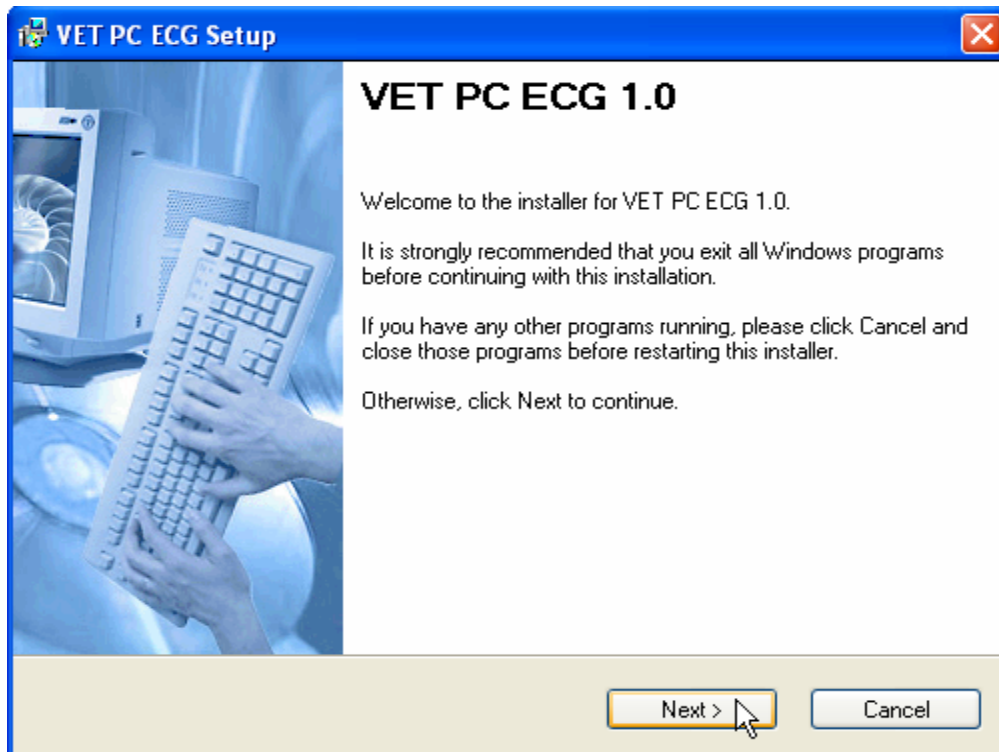 VET PC ECG Setup
VET PC ECG 1.0
Welcome to the installer for VET PC ECG 1.0.
It is strongly recommended that you exit all Windows programs
before continuing with this installation.
If you have any other programs running, please click Cancel and
close those programs before restarting this installer.
Otherwise, click Next to continue.
Next >
Cancel